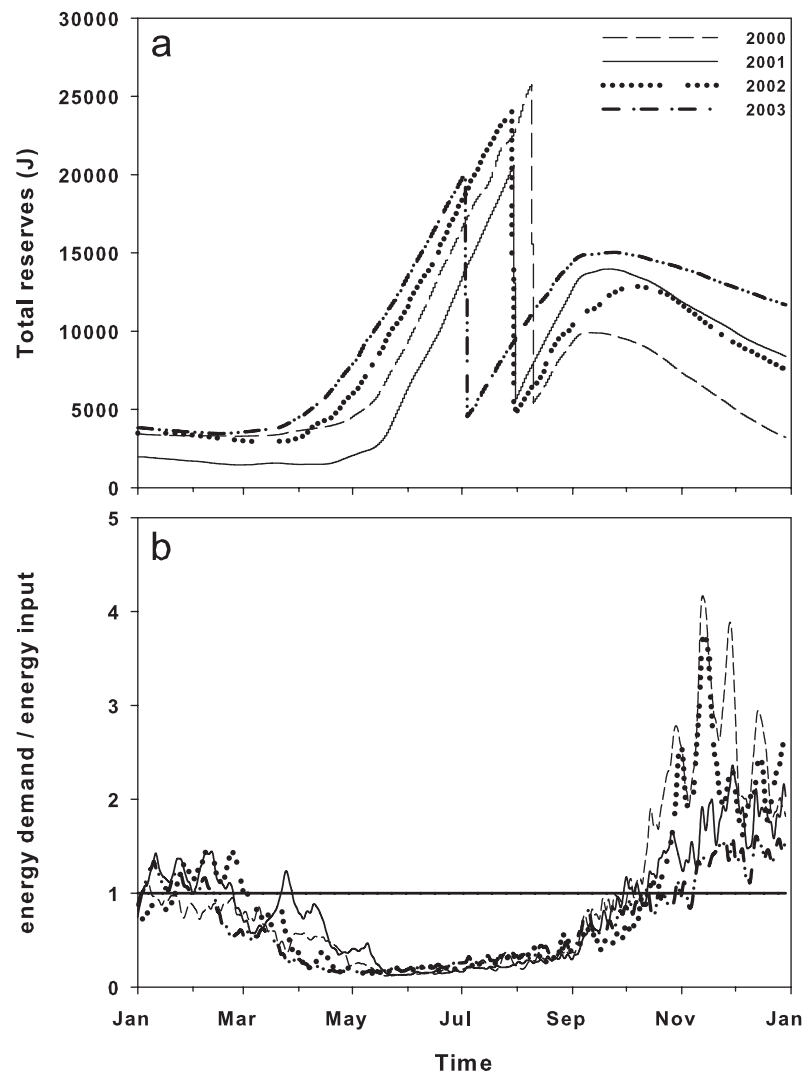 30000
a
2000
25000
2001
2002
2003
20000
15000
10000
5000
0
Total reserves (J)
5
b
4
3
2
1
0
energy demand / energy input
Jan Mar May Jul Sep Nov Jan
Time